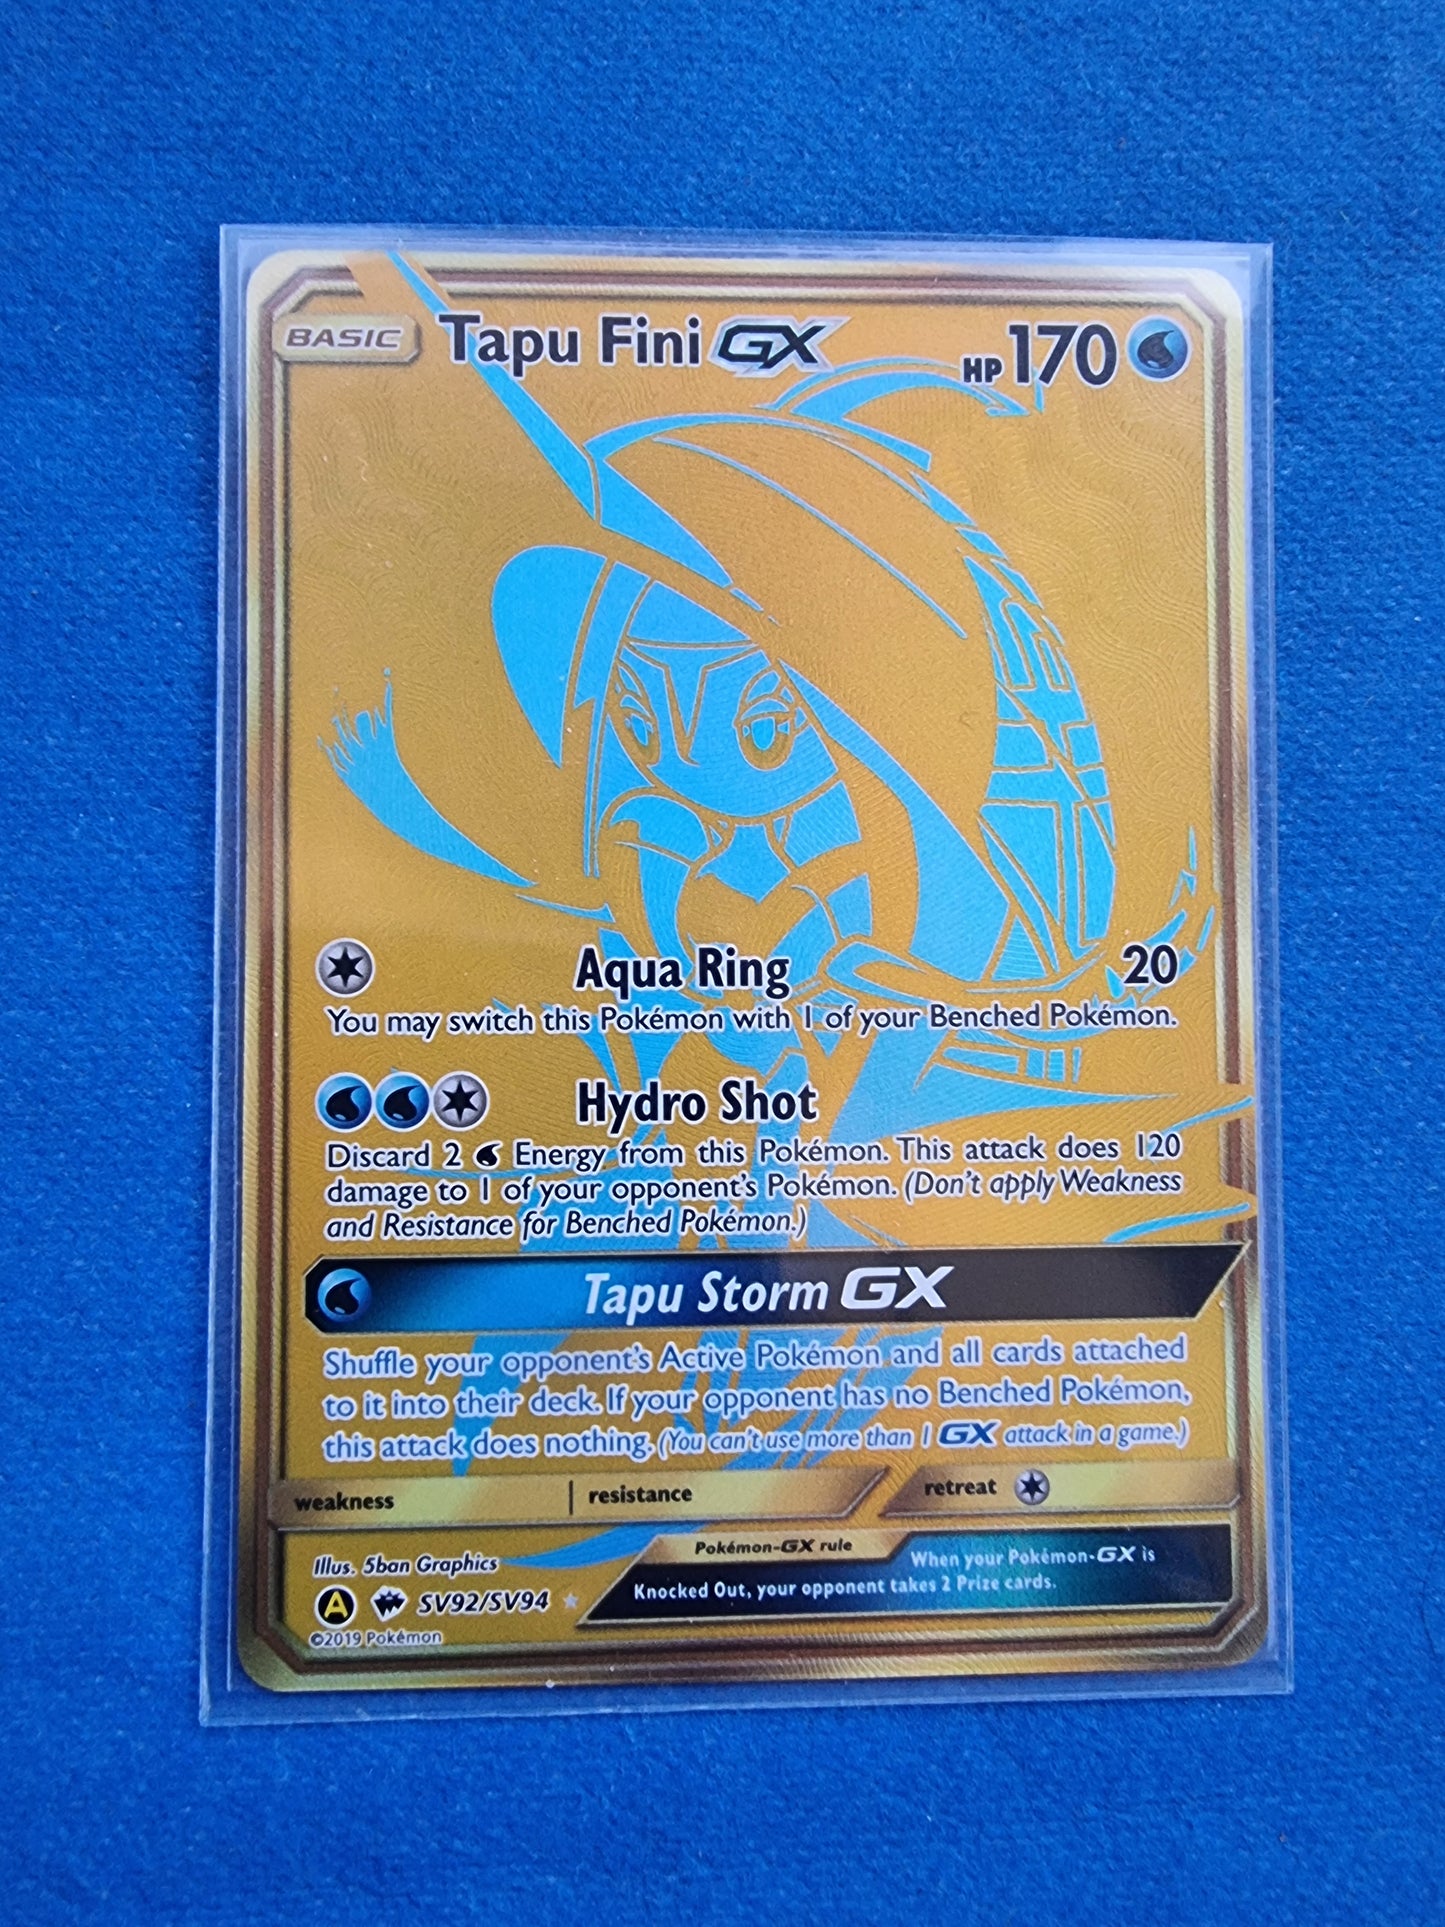 BASIC Tapu Fini GX HP 170
Aqua Ring 20
You may switch this Pokémon with 1 of your Benched Pokémon.
Hydro Shot
Discard 2 Energy from this Pokémon. This attack does 120
damage to 1 of your opponent's Pokémon. (Don't apply Weakness
and Resistance for Benched Pokémon.)
Tapu Storm GX
Shuffle your opponent's Active Pokémon and all cards attached
to it into their deck. If your opponent has no Benched Pokémon,
this attack does nothing. (You can't use more than 1 GX attack in a game.)
weakness resistance retreat
Pokémon-GX rule
When your Pokémon-GX is
Knocked Out, your opponent takes 2 Prize cards.
Illus. 5ban Graphics
A SV92/SV94
©2019 Pokémon